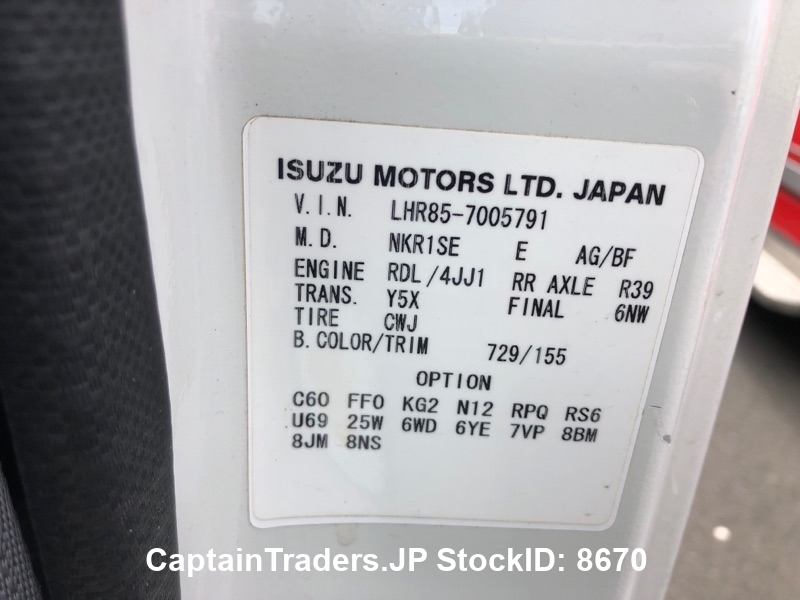 ISUZU MOTORS LTD. JAPAN
V.I.N. LHR85-7005791
M.D. NKR1SE E AG/BF
ENGINE RDL/4JJ1 RR AXLE R39
TRANS. Y5X FINAL 6NW
TIRE CWJ
B.COLOR/TRIM 729/155
OPTION
C60 FF0 KG2 N12 RPQ RS6
U69 25W 6WD 6YE 7VP 8BM
8JM 8NS
CaptainTraders.JP StockID: 8670